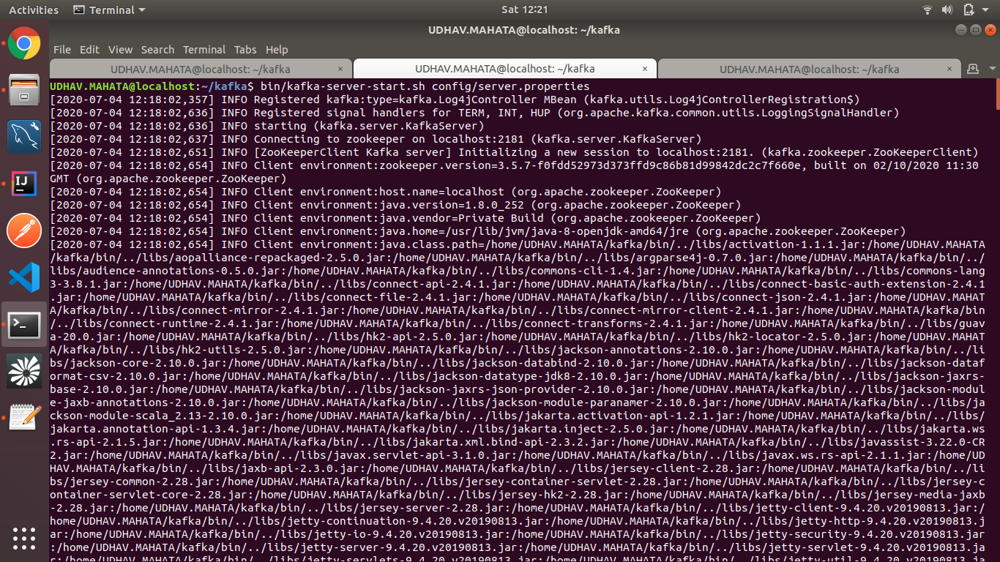 Activities Terminal Sat 12:21
UDHAV.MAHATA@localhost: ~/kafka
File Edit View Search Terminal Tabs Help
UDHAV.MAHATA@localhost: ~/kafka × UDHAV.MAHATA@localhost: ~/kafka × UDHAV.MAHATA@localhost: ~/kafka ×
UDHAV.MAHATA@localhost:~/kafka$ bin/kafka-server-start.sh config/server.properties
[2020-07-04 12:18:02,357] INFO Registered kafka:type=kafka.Log4jController MBean (kafka.utils.Log4jControllerRegistration$)
[2020-07-04 12:18:02,636] INFO Registered signal handlers for TERM, INT, HUP (org.apache.kafka.common.utils.LoggingSignalHandler)
[2020-07-04 12:18:02,636] INFO starting (kafka.server.KafkaServer)
[2020-07-04 12:18:02,637] INFO Connecting to zookeeper on localhost:2181 (kafka.server.KafkaServer)
[2020-07-04 12:18:02,651] INFO [ZooKeeperClient Kafka server] Initializing a new session to localhost:2181. (kafka.zookeeper.ZooKeeperClient)
[2020-07-04 12:18:02,654] INFO Client environment:zookeeper.version=3.5.7-f0fdd52973d373ffd9c86b81d99842dc2c7f660e, built on 02/10/2020 11:30
GMT (org.apache.zookeeper.ZooKeeper)
[2020-07-04 12:18:02,654] INFO Client environment:host.name=localhost (org.apache.zookeeper.ZooKeeper)
[2020-07-04 12:18:02,654] INFO Client environment:java.version=1.8.0_252 (org.apache.zookeeper.ZooKeeper)
[2020-07-04 12:18:02,654] INFO Client environment:java.vendor=Private Build (org.apache.zookeeper.ZooKeeper)
[2020-07-04 12:18:02,654] INFO Client environment:java.home=/usr/lib/jvm/java-8-openjdk-amd64/jre (org.apache.zookeeper.ZooKeeper)
[2020-07-04 12:18:02,654] INFO Client environment:java.class.path=/home/UDHAV.MAHATA/kafka/bin/../libs/activation-1.1.1.jar:/home/UDHAV.MAHATA
/kafka/bin/../libs/aopalliance-repackaged-2.5.0.jar:/home/UDHAV.MAHATA/kafka/bin/../libs/argparse4j-0.7.0.jar:/home/UDHAV.MAHATA/kafka/bin/../
libs/audience-annotations-0.5.0.jar:/home/UDHAV.MAHATA/kafka/bin/../libs/commons-cli-1.4.jar:/home/UDHAV.MAHATA/kafka/bin/../libs/commons-lang
3-3.8.1.jar:/home/UDHAV.MAHATA/kafka/bin/../libs/connect-api-2.4.1.jar:/home/UDHAV.MAHATA/kafka/bin/../libs/connect-basic-auth-extension-2.4.1
.jar:/home/UDHAV.MAHATA/kafka/bin/../libs/connect-file-2.4.1.jar:/home/UDHAV.MAHATA/kafka/bin/../libs/connect-json-2.4.1.jar:/home/UDHAV.MAHAT
A/kafka/bin/../libs/connect-mirror-2.4.1.jar:/home/UDHAV.MAHATA/kafka/bin/../libs/connect-mirror-client-2.4.1.jar:/home/UDHAV.MAHATA/kafka/bin
/../libs/connect-runtime-2.4.1.jar:/home/UDHAV.MAHATA/kafka/bin/../libs/connect-transforms-2.4.1.jar:/home/UDHAV.MAHATA/kafka/bin/../libs/guav
a-20.0.jar:/home/UDHAV.MAHATA/kafka/bin/../libs/hk2-api-2.5.0.jar:/home/UDHAV.MAHATA/kafka/bin/../libs/hk2-locator-2.5.0.jar:/home/UDHAV.MAHAT
A/kafka/bin/../libs/hk2-utils-2.5.0.jar:/home/UDHAV.MAHATA/kafka/bin/../libs/jackson-annotations-2.10.0.jar:/home/UDHAV.MAHATA/kafka/bin/../li
bs/jackson-core-2.10.0.jar:/home/UDHAV.MAHATA/kafka/bin/../libs/jackson-databind-2.10.0.jar:/home/UDHAV.MAHATA/kafka/bin/../libs/jackson-dataf
ormat-csv-2.10.0.jar:/home/UDHAV.MAHATA/kafka/bin/../libs/jackson-datatype-jdk8-2.10.0.jar:/home/UDHAV.MAHATA/kafka/bin/../libs/jackson-jaxrs-
base-2.10.0.jar:/home/UDHAV.MAHATA/kafka/bin/../libs/jackson-jaxrs-json-provider-2.10.0.jar:/home/UDHAV.MAHATA/kafka/bin/../libs/jackson-modul
e-jaxb-annotations-2.10.0.jar:/home/UDHAV.MAHATA/kafka/bin/../libs/jackson-module-paranamer-2.10.0.jar:/home/UDHAV.MAHATA/kafka/bin/../libs/ja
ckson-module-scala_2.13-2.10.0.jar:/home/UDHAV.MAHATA/kafka/bin/../libs/jakarta.activation-api-1.2.1.jar:/home/UDHAV.MAHATA/kafka/bin/../libs/
jakarta.annotation-api-1.3.4.jar:/home/UDHAV.MAHATA/kafka/bin/../libs/jakarta.inject-2.5.0.jar:/home/UDHAV.MAHATA/kafka/bin/../libs/jakarta.ws
.rs-api-2.1.5.jar:/home/UDHAV.MAHATA/kafka/bin/../libs/jakarta.xml.bind-api-2.3.2.jar:/home/UDHAV.MAHATA/kafka/bin/../libs/javassist-3.22.0-CR
2.jar:/home/UDHAV.MAHATA/kafka/bin/../libs/javax.servlet-api-3.1.0.jar:/home/UDHAV.MAHATA/kafka/bin/../libs/javax.ws.rs-api-2.1.1.jar:/home/UD
HAV.MAHATA/kafka/bin/../libs/jaxb-api-2.3.0.jar:/home/UDHAV.MAHATA/kafka/bin/../libs/jersey-client-2.28.jar:/home/UDHAV.MAHATA/kafka/bin/../li
bs/jersey-common-2.28.jar:/home/UDHAV.MAHATA/kafka/bin/../libs/jersey-container-servlet-2.28.jar:/home/UDHAV.MAHATA/kafka/bin/../libs/jersey-c
ontainer-servlet-core-2.28.jar:/home/UDHAV.MAHATA/kafka/bin/../libs/jersey-hk2-2.28.jar:/home/UDHAV.MAHATA/kafka/bin/../libs/jersey-media-jaxb
-2.28.jar:/home/UDHAV.MAHATA/kafka/bin/../libs/jersey-server-2.28.jar:/home/UDHAV.MAHATA/kafka/bin/../libs/jetty-client-9.4.20.v20190813.jar:/
home/UDHAV.MAHATA/kafka/bin/../libs/jetty-continuation-9.4.20.v20190813.jar:/home/UDHAV.MAHATA/kafka/bin/../libs/jetty-http-9.4.20.v20190813.j
ar:/home/UDHAV.MAHATA/kafka/bin/../libs/jetty-io-9.4.20.v20190813.jar:/home/UDHAV.MAHATA/kafka/bin/../libs/jetty-security-9.4.20.v20190813.jar
:/home/UDHAV.MAHATA/kafka/bin/../libs/jetty-server-9.4.20.v20190813.jar:/home/UDHAV.MAHATA/kafka/bin/../libs/jetty-servlet-9.4.20.v20190813.ja
r:/home/UDHAV.MAHATA/kafka/bin/../libs/jetty-servlets-9.4.20.v20190813.jar:/home/UDHAV.MAHATA/kafka/bin/../libs/jetty-util-9.4.20.v20190813.ja